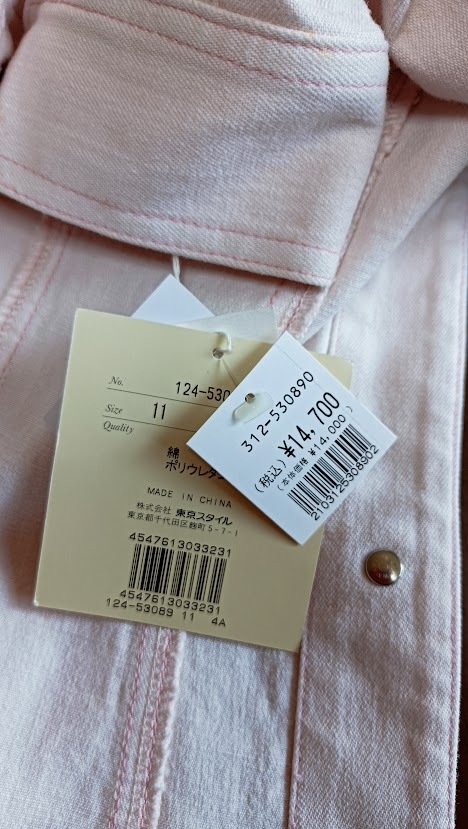 No. 124-530
Size 11
Quality
綿
ポリウレタン
MADE IN CHINA
株式会社 東京スタイル
東京都千代田区麹町5-7-1
4547613033231
4547613033231
124-53089 11 4A
312-530890
(税込) ¥14,700
(本体価格 ¥14,000)
2103125308902